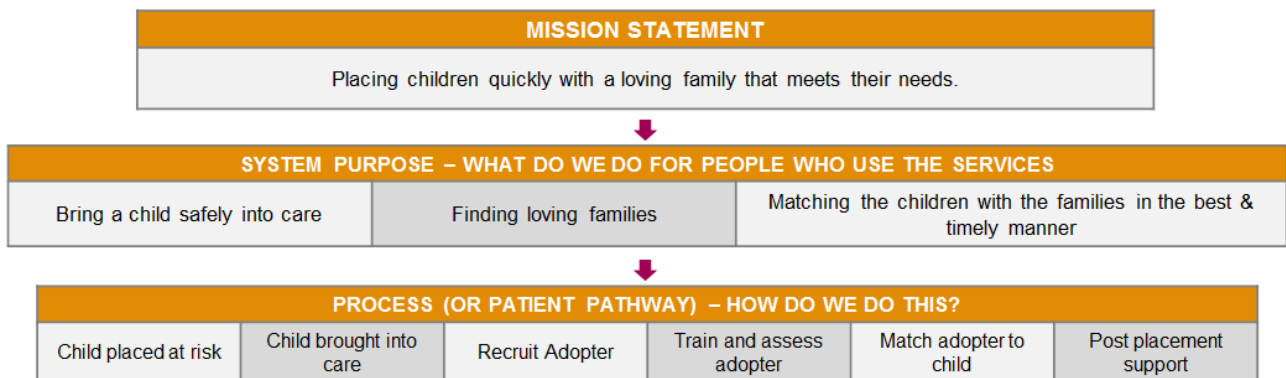 MISSION STATEMENT
Placing children quickly with a loving family that meets their needs.
SYSTEM PURPOSE – WHAT DO WE DO FOR PEOPLE WHO USE THE SERVICES
Bring a child safely into care
Finding loving families
Matching the children with the families in the best &
timely manner
PROCESS (OR PATIENT PATHWAY) – HOW DO WE DO THIS?
Child placed at risk
Child brought into
care
Recruit Adopter
Train and assess
adopter
Match adopter to
child
Post placement
support